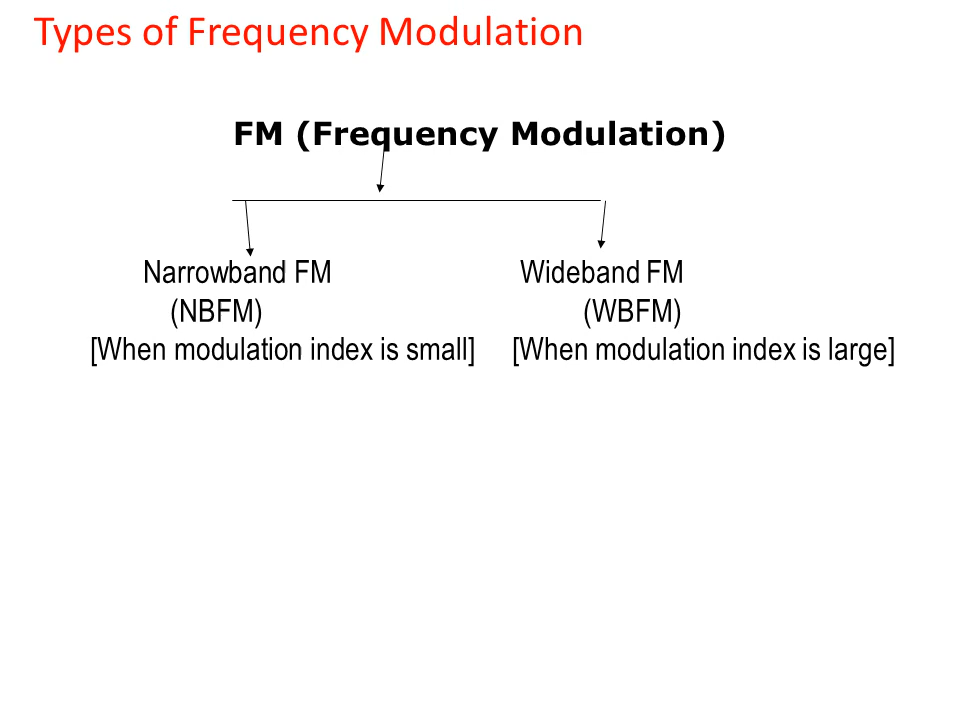 Types of Frequency Modulation
FM (Frequency Modulation)
Narrowband FM Wideband FM
(NBFM) (WBFM)
[When modulation index is small] [When modulation index is large]